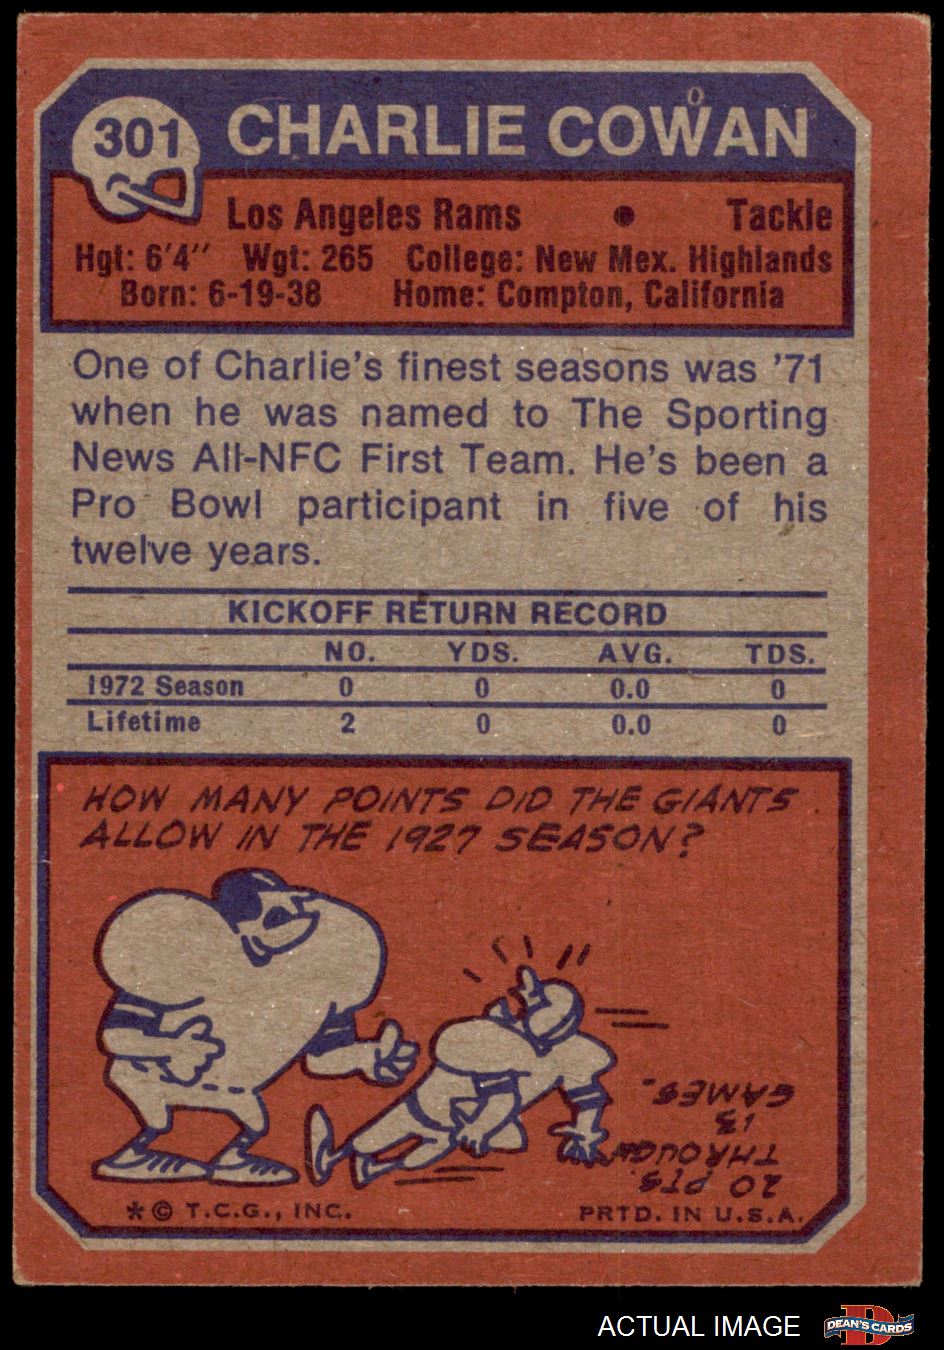 301 CHARLIE COWAN
Los Angeles Rams • Tackle
Hgt: 6'4" Wgt: 265 College: New Mex. Highlands
Born: 6-19-38 Home: Compton, California
One of Charlie's finest seasons was '71
when he was named to The Sporting
News All-NFC First Team. He's been a
Pro Bowl participant in five of his
twelve years.
KICKOFF RETURN RECORD
NO. YDS. AVG. TDS.
1972 Season 0 0 0.0 0
Lifetime 2 0 0.0 0
HOW MANY POINTS DID THE GIANTS
ALLOW IN THE 1927 SEASON?
20 PTS.
THROUGH
13
GAMES.
* © T.C.G., INC. PRTD. IN U.S.A.
ACTUAL IMAGE
D
DEAN'S CARDS